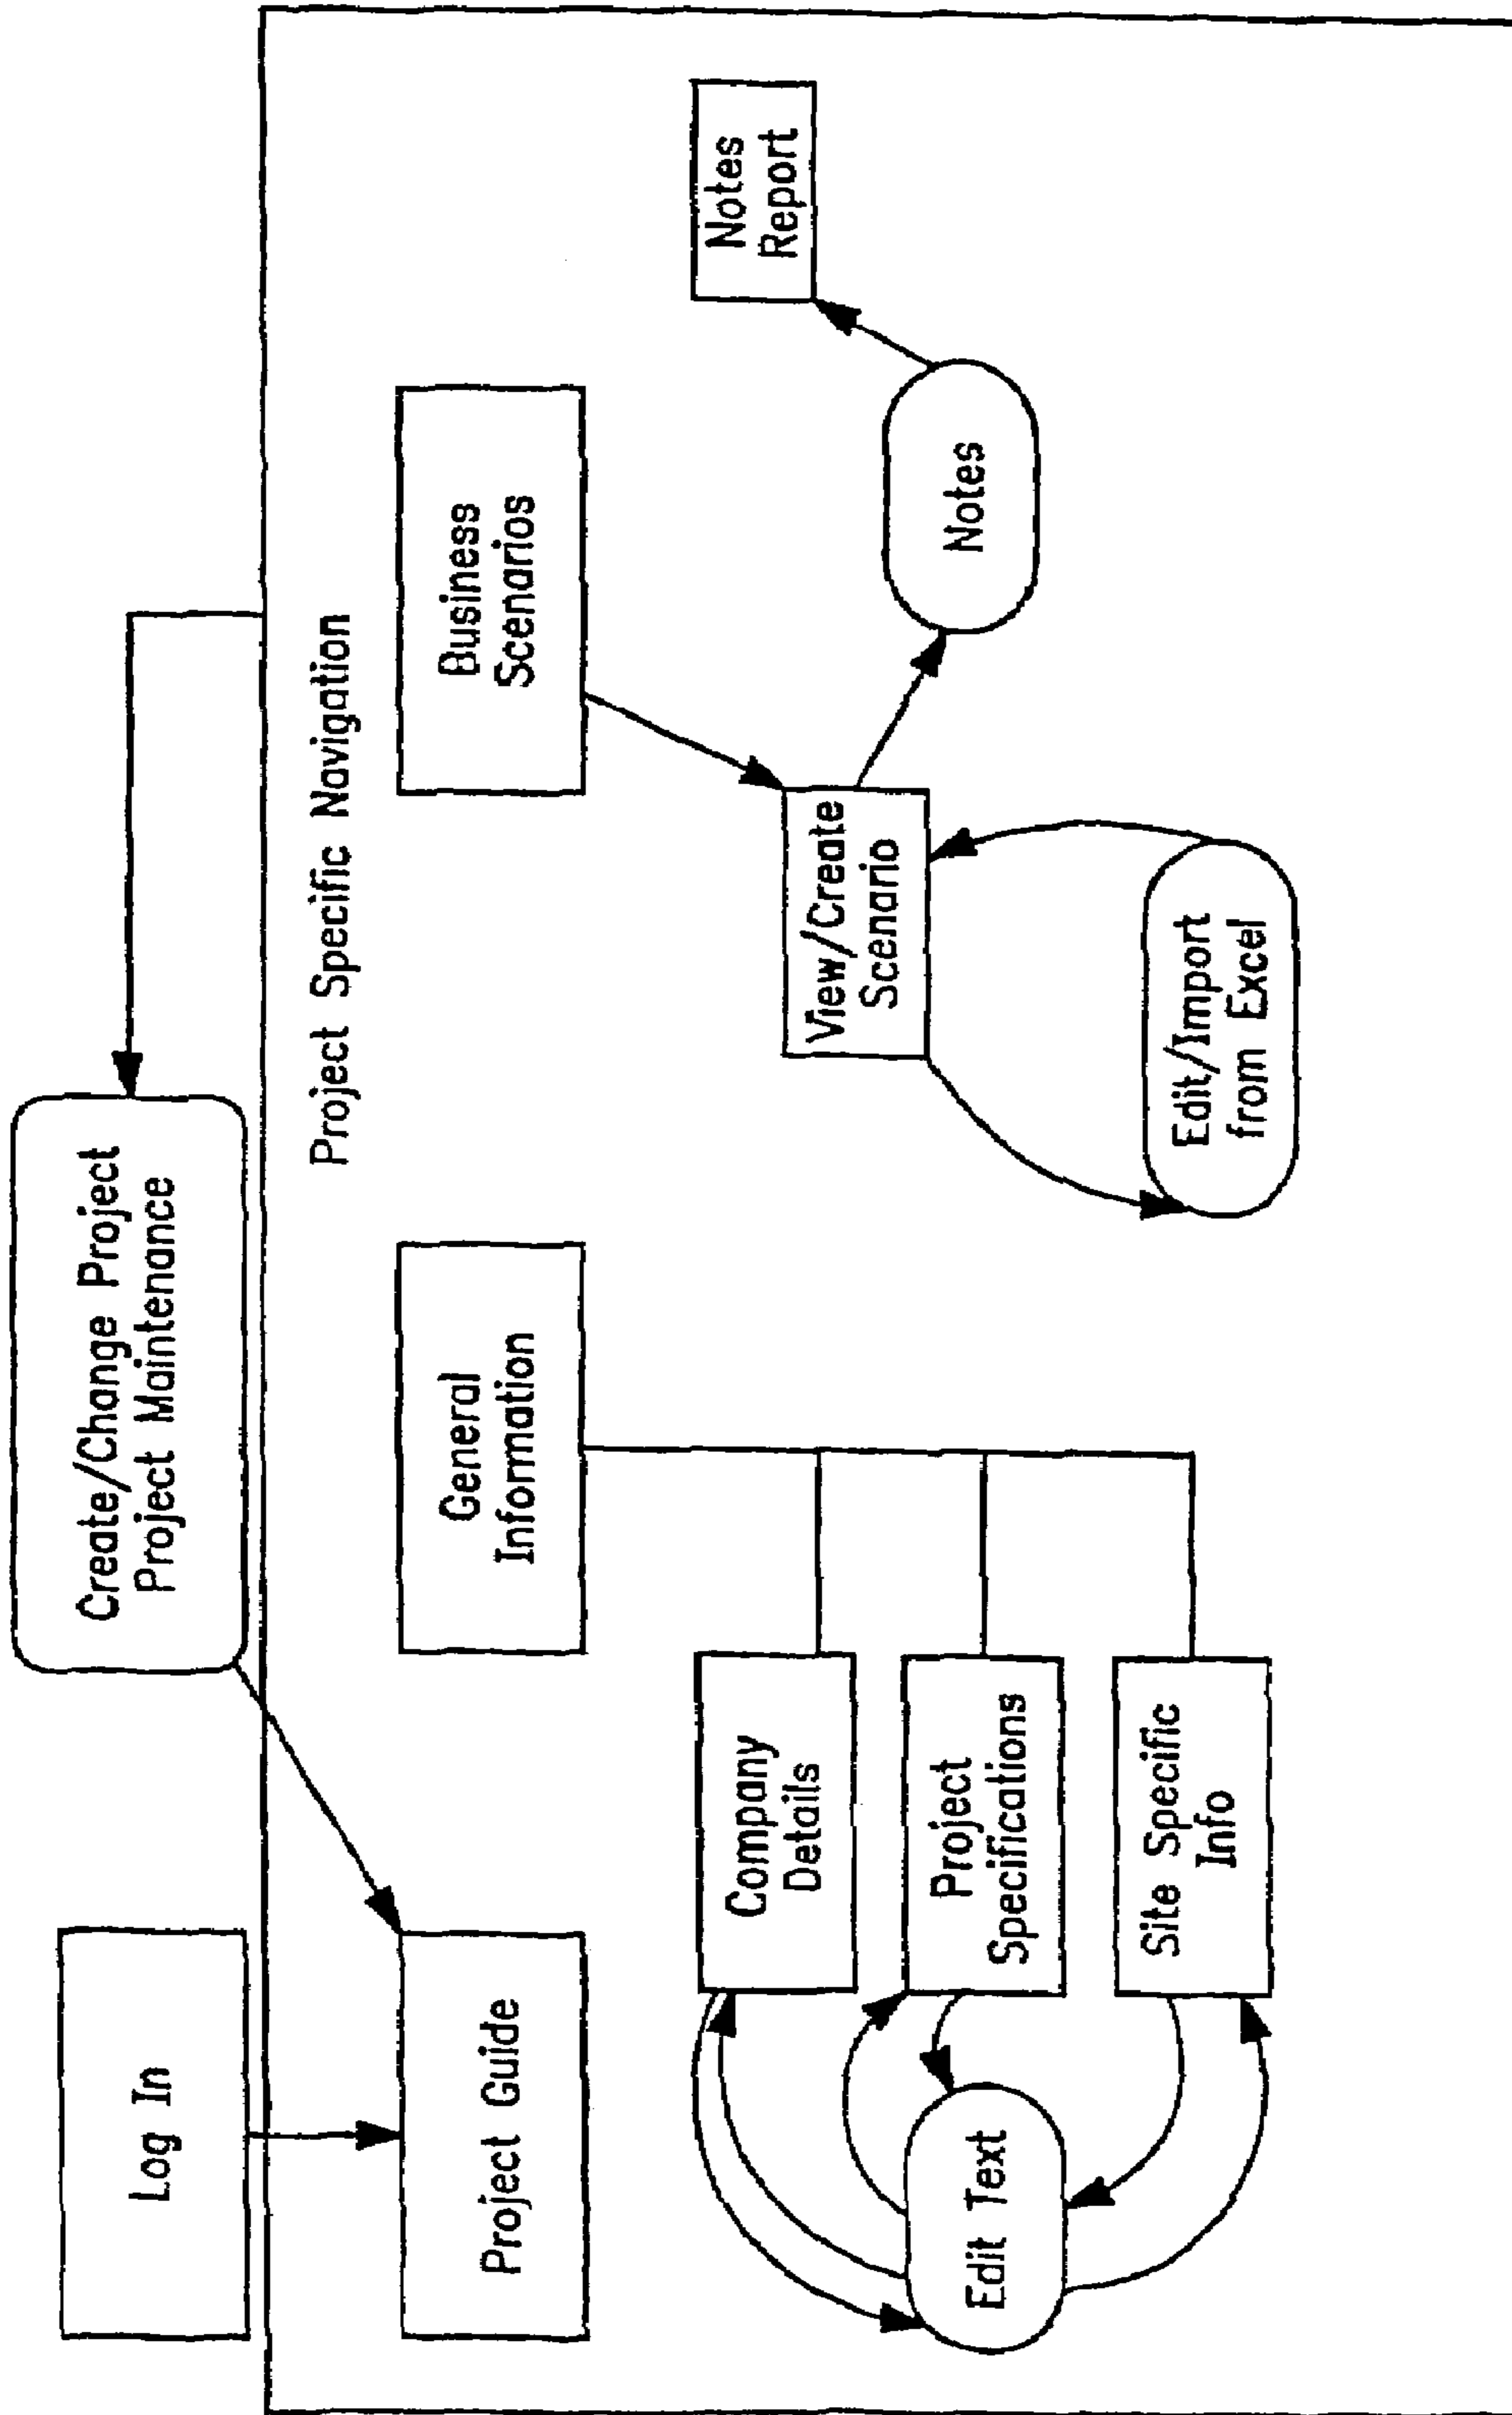 Log In
Create/Change Project
Project Maintenance
Project Specific Navigation
Project Guide
General
Information
Business
Scenarios
Company
Details
Project
Specifications
Site Specific
Info
Edit Text
View/Create
Scenario
Edit/Import
from Excel
Notes
Notes
Report